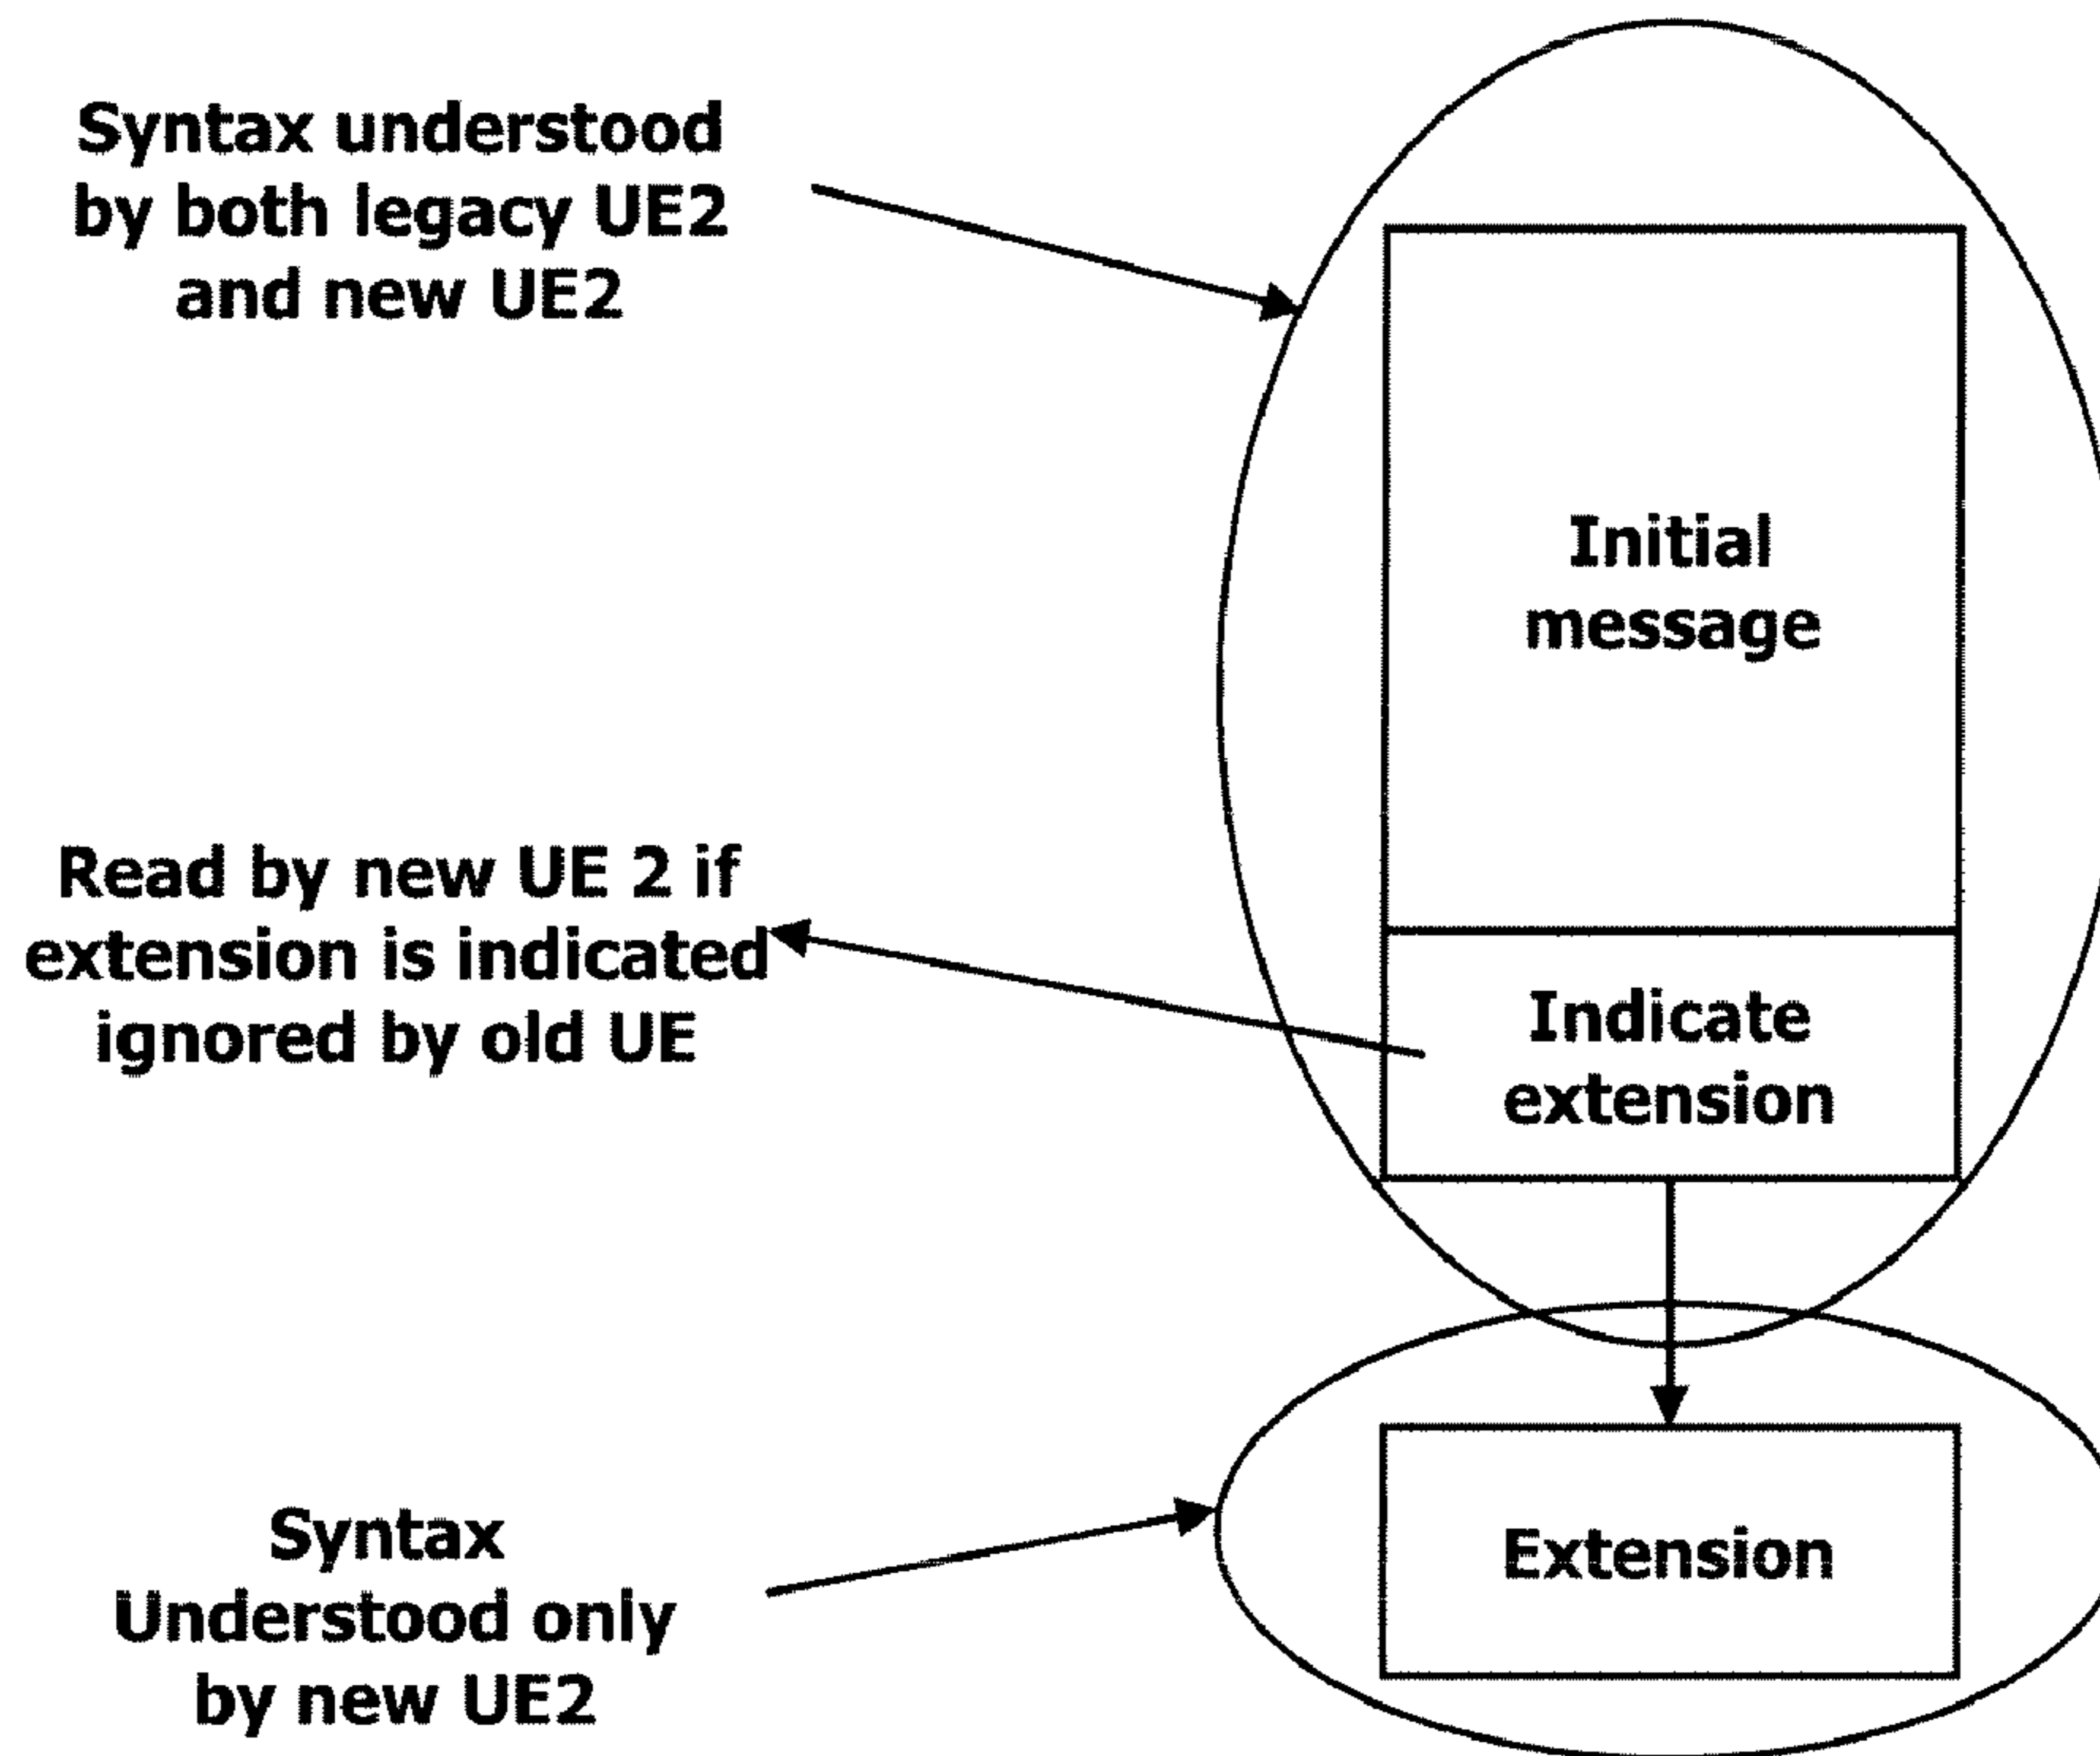 Syntax understood
by both legacy UE2
and new UE2
Initial
message
Read by new UE 2 if
extension is indicated
ignored by old UE
Indicate
extension
Syntax
Understood only
by new UE2
Extension